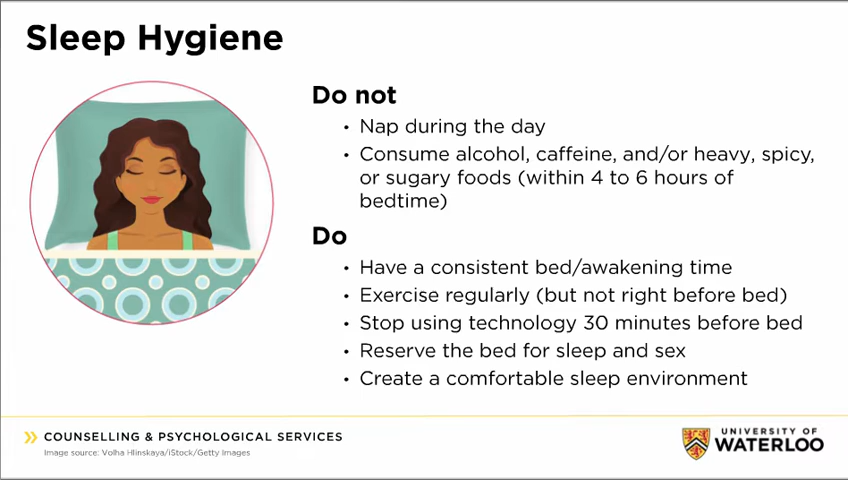 Sleep Hygiene
Do not
• Nap during the day
• Consume alcohol, caffeine, and/or heavy, spicy,
or sugary foods (within 4 to 6 hours of
bedtime)
Do
• Have a consistent bed/awakening time
• Exercise regularly (but not right before bed)
• Stop using technology 30 minutes before bed
• Reserve the bed for sleep and sex
• Create a comfortable sleep environment
COUNSELLING & PSYCHOLOGICAL SERVICES
Image source: Volha Hlinskaya/iStock/Getty Images
UNIVERSITY OF
WATERLOO